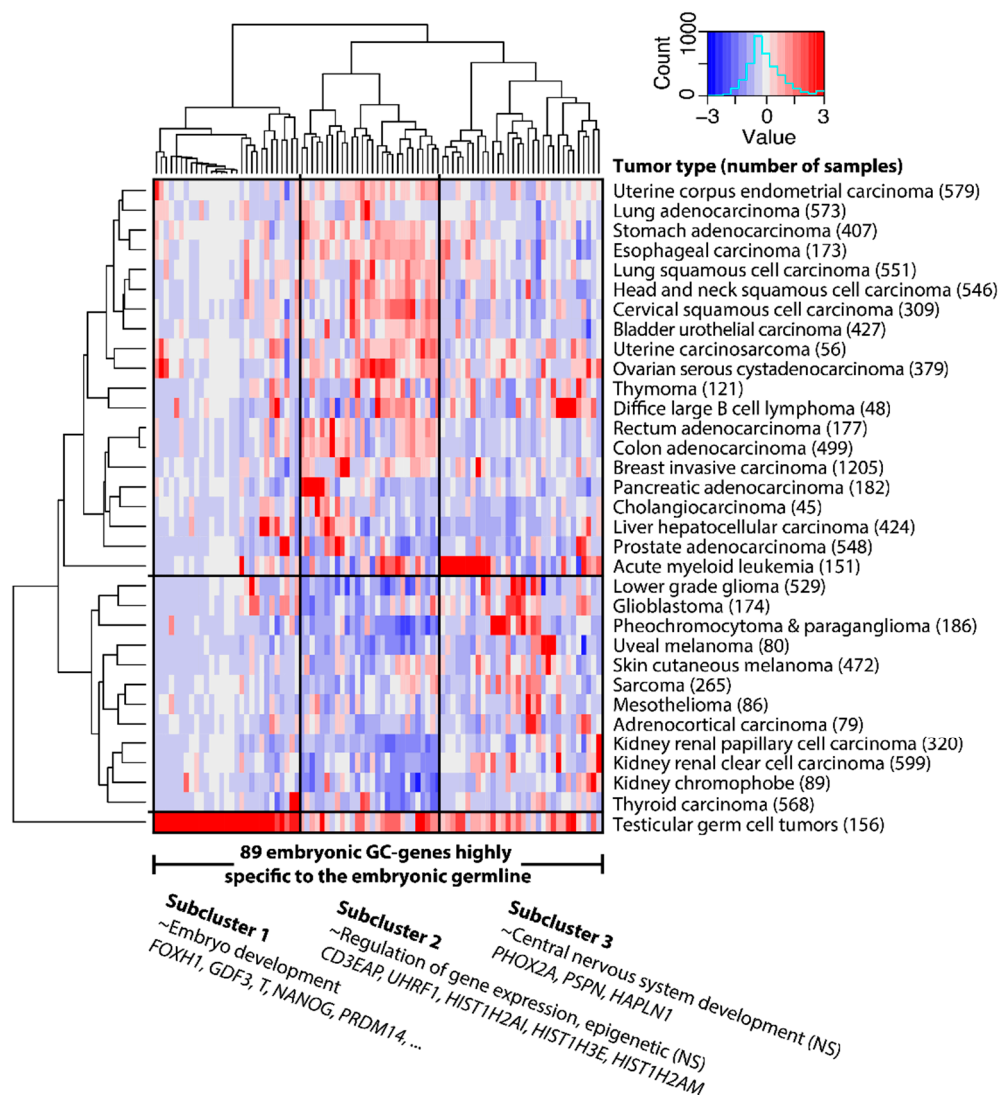 Count
1000
0
−3
0
3
Value
Tumor type (number of samples)
Uterine corpus endometrial carcinoma (579)
Lung adenocarcinoma (573)
Stomach adenocarcinoma (407)
Esophageal carcinoma (173)
Lung squamous cell carcinoma (551)
Head and neck squamous cell carcinoma (546)
Cervical squamous cell carcinoma (309)
Bladder urothelial carcinoma (427)
Uterine carcinosarcoma (56)
Ovarian serous cystadenocarcinoma (379)
Thymoma (121)
Diffice large B cell lymphoma (48)
Rectum adenocarcinoma (177)
Colon adenocarcinoma (499)
Breast invasive carcinoma (1205)
Pancreatic adenocarcinoma (182)
Cholangiocarcinoma (45)
Liver hepatocellular carcinoma (424)
Prostate adenocarcinoma (548)
Acute myeloid leukemia (151)
Lower grade glioma (529)
Glioblastoma (174)
Pheochromocytoma & paraganglioma (186)
Uveal melanoma (80)
Skin cutaneous melanoma (472)
Sarcoma (265)
Mesothelioma (86)
Adrenocortical carcinoma (79)
Kidney renal papillary cell carcinoma (320)
Kidney renal clear cell carcinoma (599)
Kidney chromophobe (89)
Thyroid carcinoma (568)
Testicular germ cell tumors (156)
89 embryonic GC-genes highly
specific to the embryonic germline
Subcluster 1
~Embryo development
FOXH1, GDF3, T, NANOG, PRDM14, ...
Subcluster 2
~Regulation of gene expression, epigenetic (NS)
CD3EAP, UHRF1, HIST1H2AI, HIST1H3E, HIST1H2AM
Subcluster 3
~Central nervous system development (NS)
PHOX2A, PSPN, HAPLN1